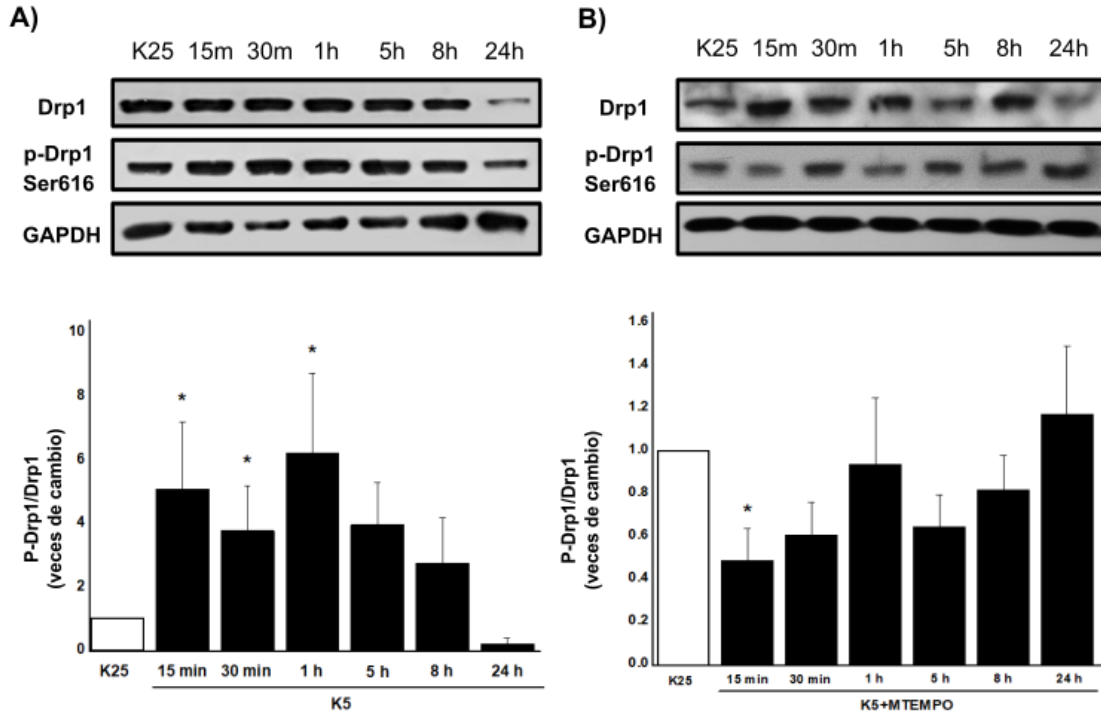 A)
K25 15m 30m 1h 5h 8h 24h
Drp1
p-Drp1
Ser616
GAPDH
10
8
6
4
2
0
P-Drp1/Drp1
(veces de cambio)
* * *
K25 15 min 30 min 1 h 5 h 8 h 24 h
K5
B)
K25 15m 30m 1h 5h 8h 24h
Drp1
p-Drp1
Ser616
GAPDH
1.6
1.4
1.2
1.0
0.8
0.6
0.4
0.2
0.0
P-Drp1/Drp1
(veces de cambio)
*
K25 15 min 30 min 1 h 5 h 8 h 24 h
K5+MTEMPO